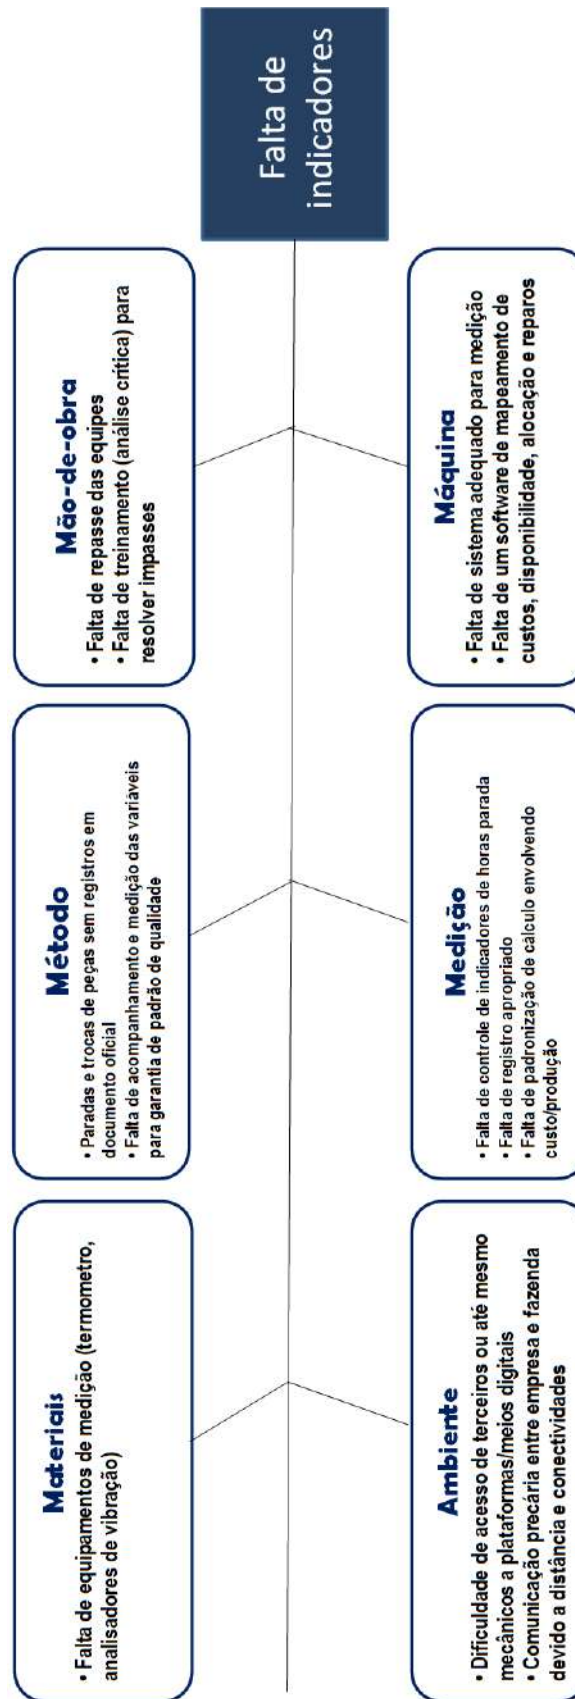 Materiais
• Falta de equipamentos de medição (termometro,
analisadores de vibração)
Método
• Paradas e trocas de peças sem registros em
documento oficial
• Falta de acompanhamento e medição das variáveis
para garantia de padrão de qualidade
Mão-de-obra
• Falta de repasse das equipes
• Falta de treinamento (análise crítica) para
resolver impasses
Falta de
indicadores
Ambiente
• Dificuldade de acesso de terceiros ou até mesmo
mecânicos a plataformas/meios digitais
• Comunicação precária entre empresa e fazenda
devido a distância e conectividades
Medição
• Falta de controle de indicadores de horas parada
• Falta de registro apropriado
• Falta de padronização de cálculo envolvendo
custo/produção
Máquina
• Falta de sistema adequado para medição
• Falta de um software de mapeamento de
custos, disponibilidade, alocação e reparos